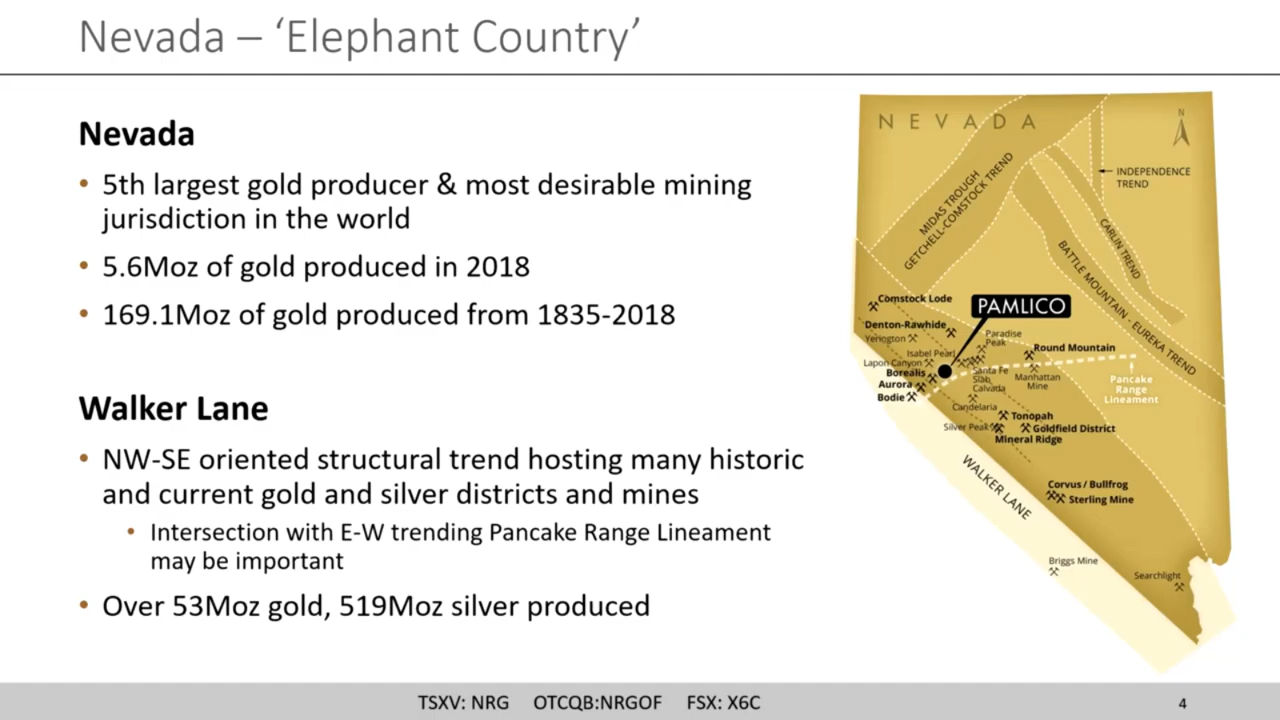 Nevada – ‘Elephant Country’
Nevada
• 5th largest gold producer & most desirable mining
jurisdiction in the world
• 5.6Moz of gold produced in 2018
• 169.1Moz of gold produced from 1835-2018
Walker Lane
• NW-SE oriented structural trend hosting many historic
and current gold and silver districts and mines
• Intersection with E-W trending Pancake Range Lineament
may be important
• Over 53Moz gold, 519Moz silver produced
NEVADA
N
INDEPENDENCE
TREND
MIDAS TROUGH
GETCHELL-COMSTOCK TREND
CARLIN TREND
BATTLE MOUNTAIN - EUREKA TREND
Comstock Lode
PAMLICO
Denton-Rawhide
Yerington
Paradise
Peak
Isabel Pearl
Round Mountain
Lapon Canyon
Borealis
Santa Fe
Slab
Calvada
Manhattan
Mine
Aurora
Bodie
Pancake
Range
Lineament
Candelaria
Tonopah
Silver Peak
Goldfield District
Mineral Ridge
WALKER LANE
Corvus / Bullfrog
Sterling Mine
Briggs Mine
Searchlight
TSXV: NRG OTCQB:NRGOF FSX: X6C
4